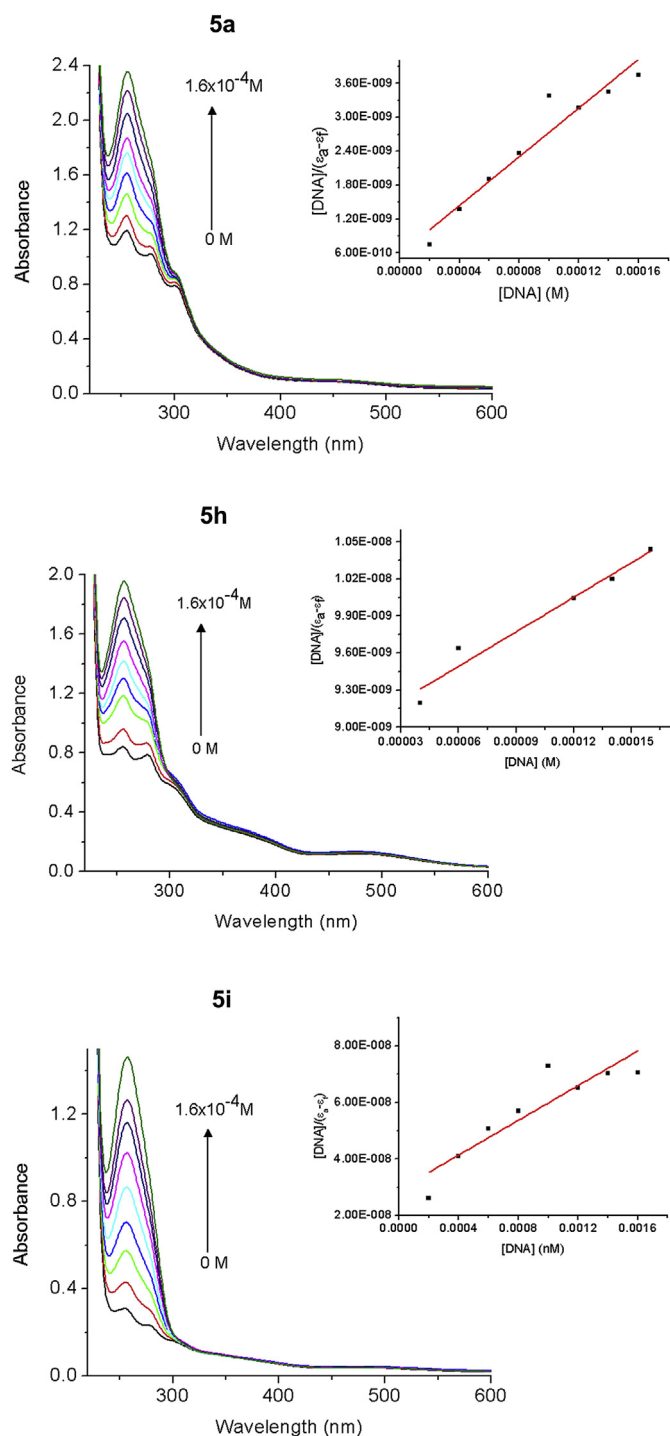 5a
2.4
2.0
1.6
1.2
0.8
0.4
0.0
Absorbance
1.6x10⁻⁴M
0 M
300 400 500 600
Wavelength (nm)
3.60E-009
3.00E-009
2.40E-009
1.80E-009
1.20E-009
6.00E-010
[DNA]/(εa-εf)
0.00000 0.00004 0.00008 0.00012 0.00016
[DNA] (M)
5h
2.0
1.6
1.2
0.8
0.4
0.0
Absorbance
1.6x10⁻⁴M
0 M
300 400 500 600
Wavelength (nm)
1.05E-008
1.02E-008
9.90E-009
9.60E-009
9.30E-009
9.00E-009
[DNA]/(εa-εf)
0.00003 0.00006 0.00009 0.00012 0.00015
[DNA] (M)
5i
1.2
0.8
0.4
0.0
Absorbance
1.6x10⁻⁴M
0 M
300 400 500 600
Wavelength (nm)
8.00E-008
6.00E-008
4.00E-008
2.00E-008
[DNA]/(εa-εf)
0.0000 0.0004 0.0008 0.0012 0.0016
[DNA] (nM)